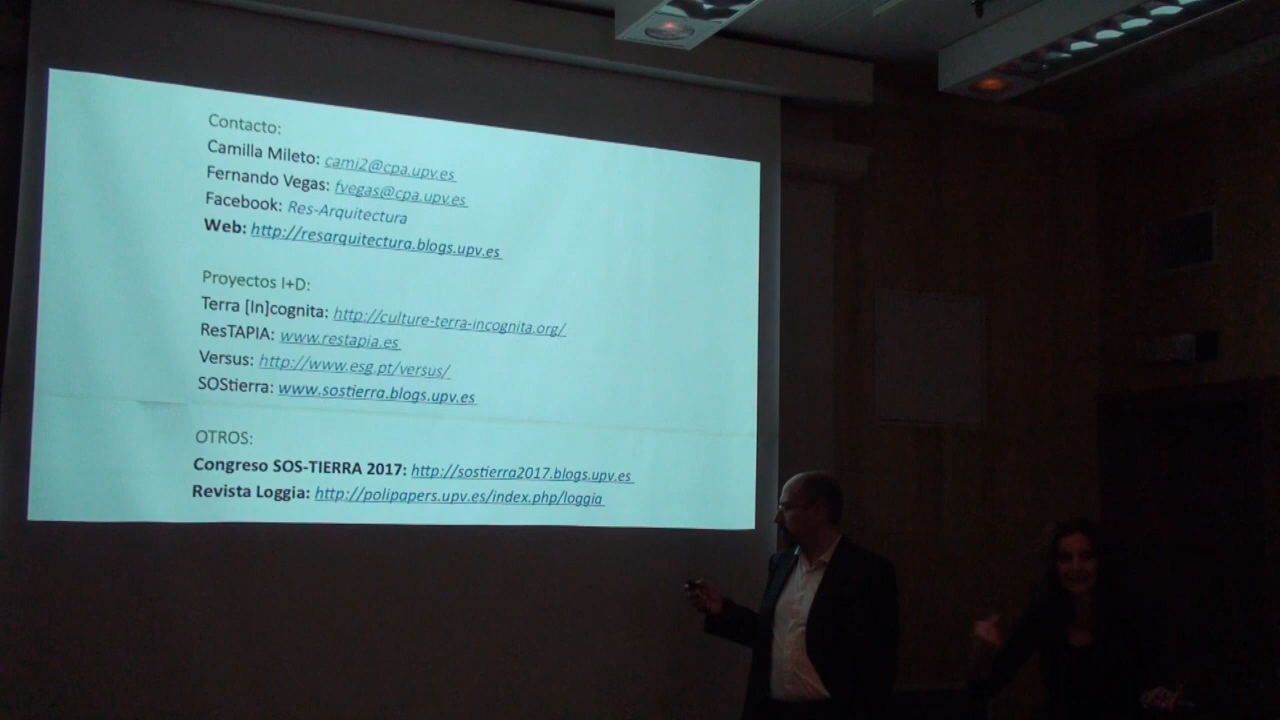 Contacto:
Camilla Mileto: cami2@cpa.upv.es
Fernando Vegas: fvegas@cpa.upv.es
Facebook: Res-Arquitectura
Web: http://resarquitectura.blogs.upv.es
Proyectos I+D:
Terra [In]cognita: http://culture-terra-incognita.org/
ResTAPIA: www.restapia.es
Versus: http://www.esg.pt/versus/
SOStierra: www.sostierra.blogs.upv.es
OTROS:
Congreso SOS-TIERRA 2017: http://sostierra2017.blogs.upv.es
Revista Loggia: http://polipapers.upv.es/index.php/loggia